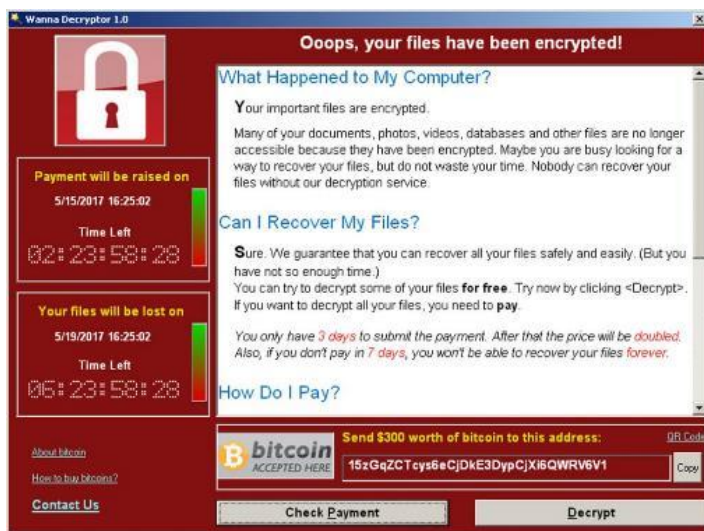 Wanna Decryptor 1.0
Ooops, your files have been encrypted!
Payment will be raised on
5/15/2017 16:25:02
Time Left
02:23:58:28
Your files will be lost on
5/19/2017 16:25:02
Time Left
06:23:58:28
About bitcoin
How to buy bitcoins?
Contact Us
What Happened to My Computer?
Your important files are encrypted.
Many of your documents, photos, videos, databases and other files are no longer
accessible because they have been encrypted. Maybe you are busy looking for a
way to recover your files, but do not waste your time. Nobody can recover your
files without our decryption service.
Can I Recover My Files?
Sure. We guarantee that you can recover all your files safely and easily. (But you
have not so enough time.)
You can try to decrypt some of your files for free. Try now by clicking <Decrypt>.
If you want to decrypt all your files, you need to pay.
You only have 3 days to submit the payment. After that the price will be doubled.
Also, if you don't pay in 7 days, you won't be able to recover your files forever.
How Do I Pay?
bitcoin
ACCEPTED HERE
Send $300 worth of bitcoin to this address:
QR Code
15zGqZCTcys6eCjDkE3DypCjXi6QWRV6V1
Copy
Check Payment
Decrypt